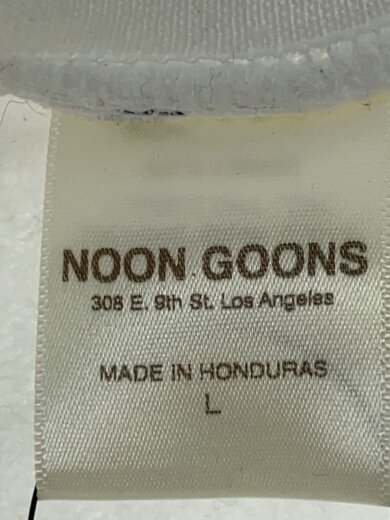 NOON GOONS
308 E. 9th St. Los Angeles
MADE IN HONDURAS
L